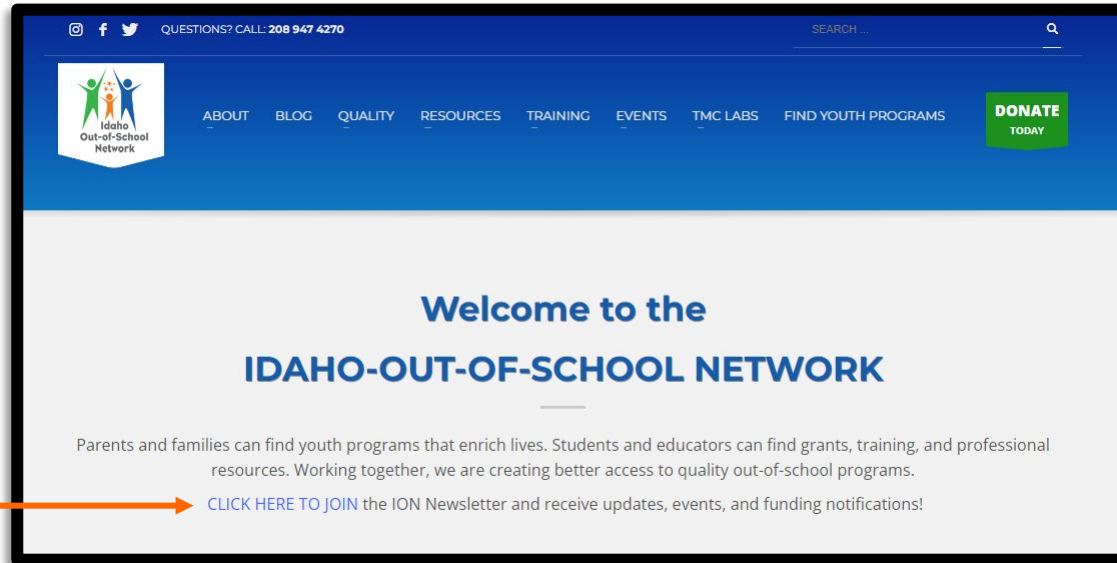 QUESTIONS? CALL: 208 947 4270
SEARCH ...
Idaho
Out-of-School
Network
ABOUT BLOG QUALITY RESOURCES TRAINING EVENTS TMC LABS FIND YOUTH PROGRAMS
DONATE
TODAY
Welcome to the
IDAHO-OUT-OF-SCHOOL NETWORK
Parents and families can find youth programs that enrich lives. Students and educators can find grants, training, and professional
resources. Working together, we are creating better access to quality out-of-school programs.
CLICK HERE TO JOIN the ION Newsletter and receive updates, events, and funding notifications!